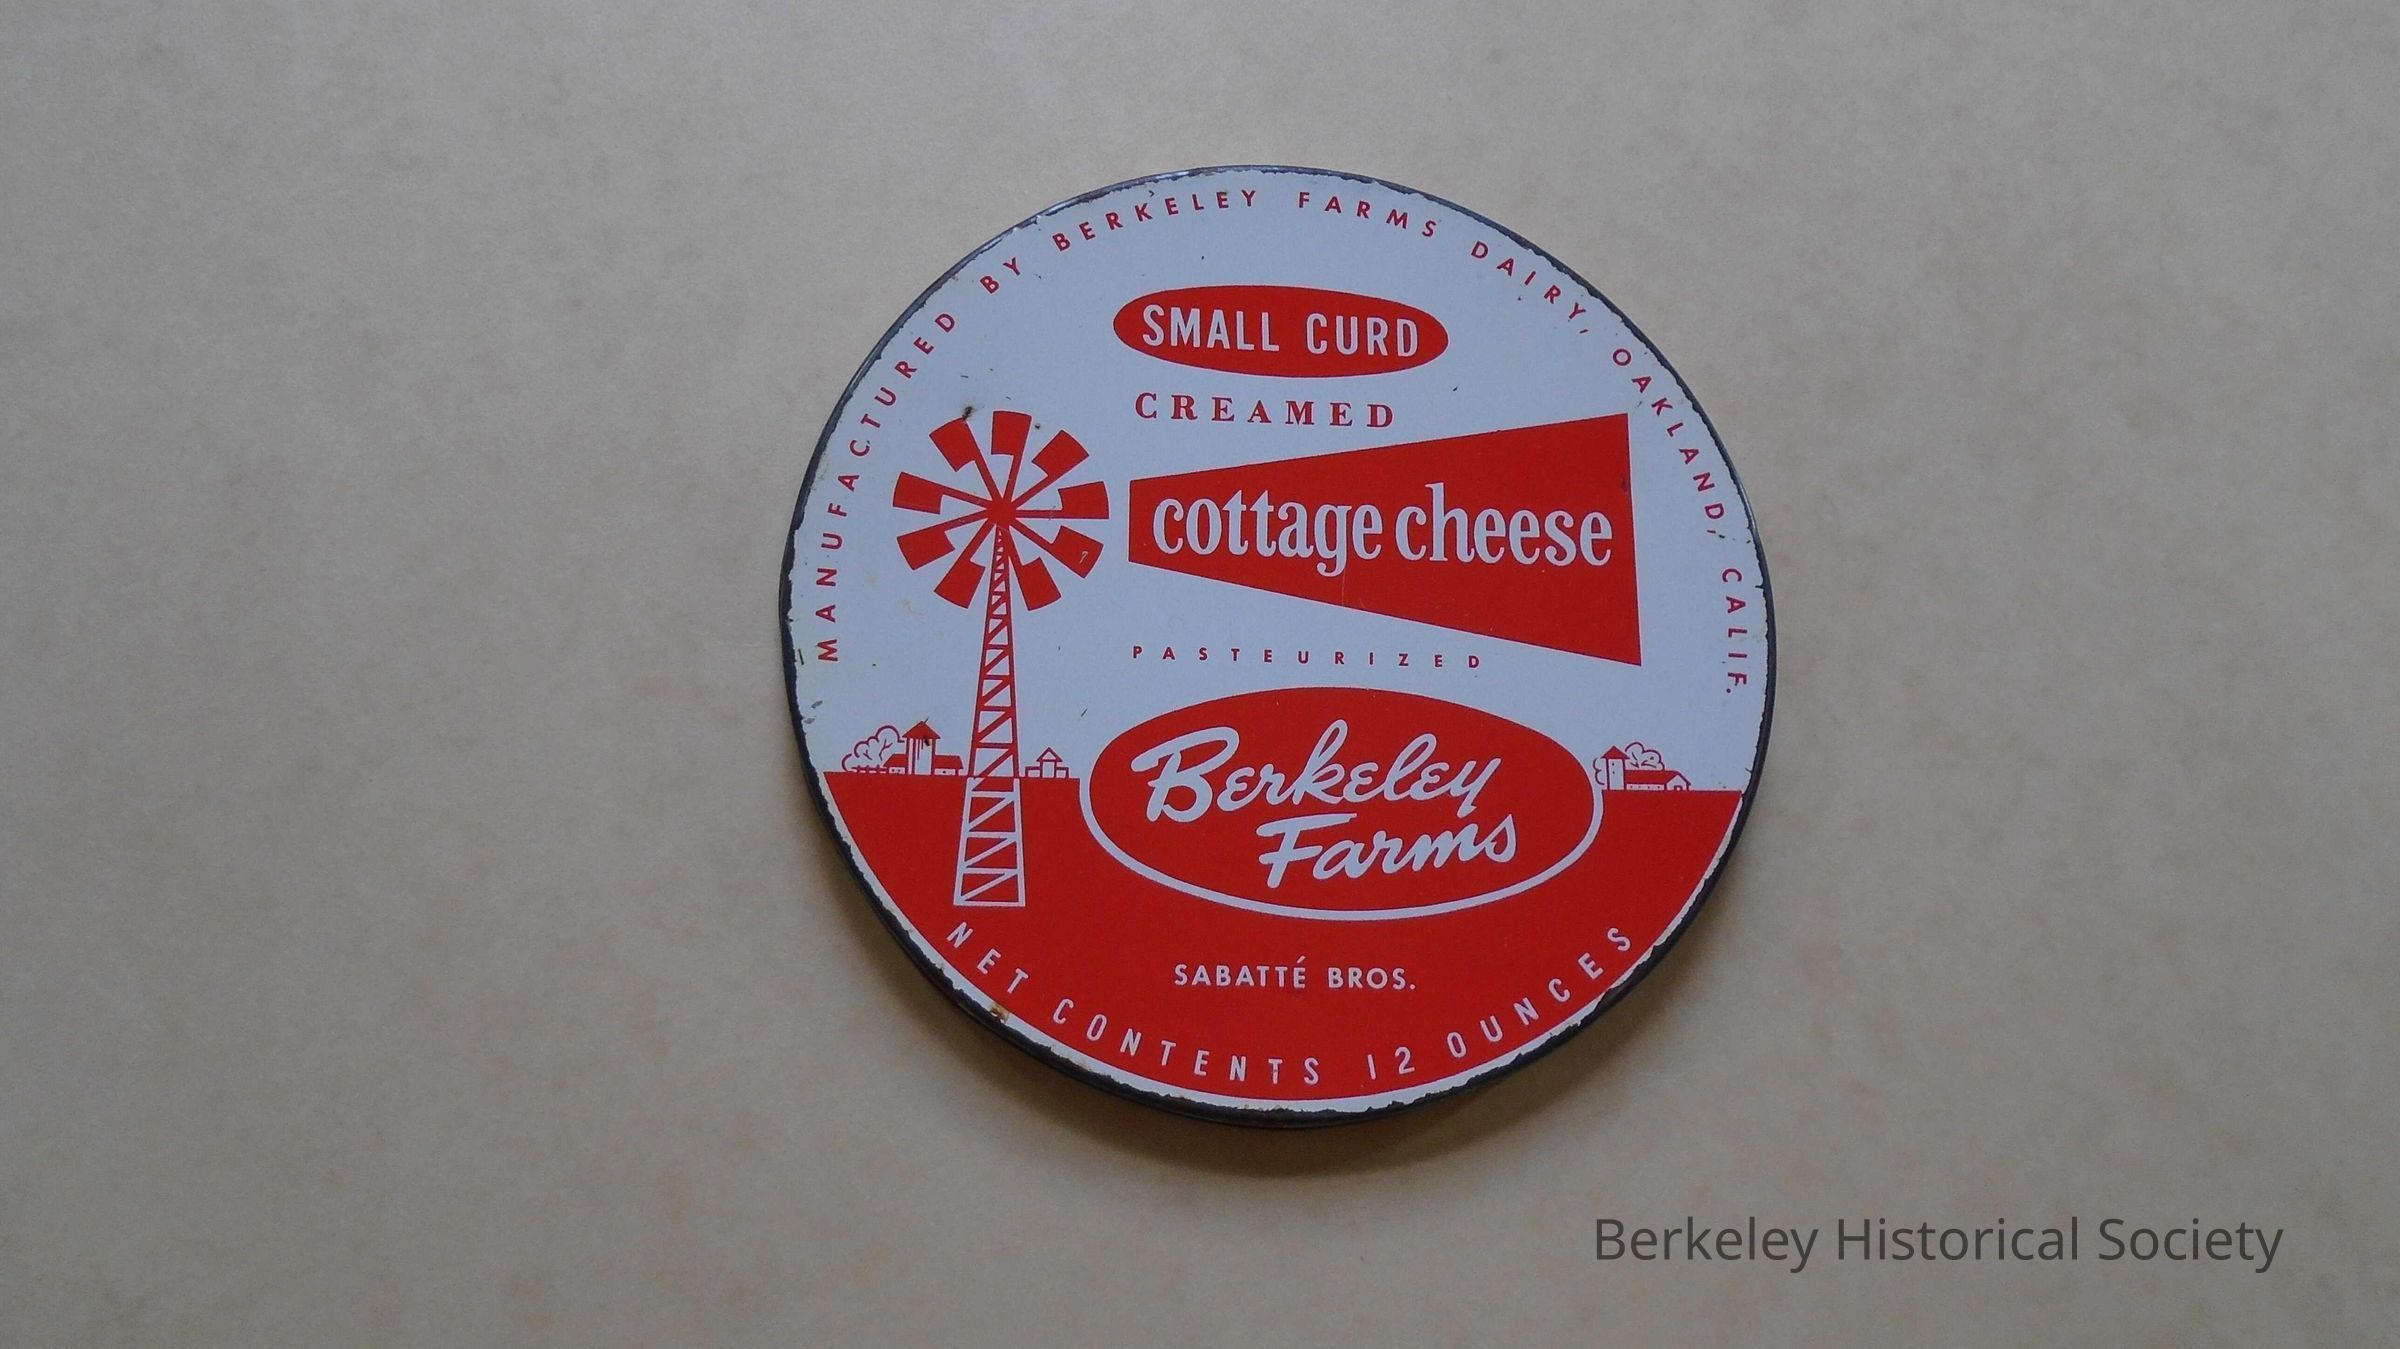 MANUFACTURED BY BERKELEY FARMS DAIRY, OAKLAND, CALIF.
SMALL CURD
CREAMED
cottage cheese
PASTEURIZED
Berkeley
Farms
SABATTÉ BROS.
NET CONTENTS 12 OUNCES
Berkeley Historical Society